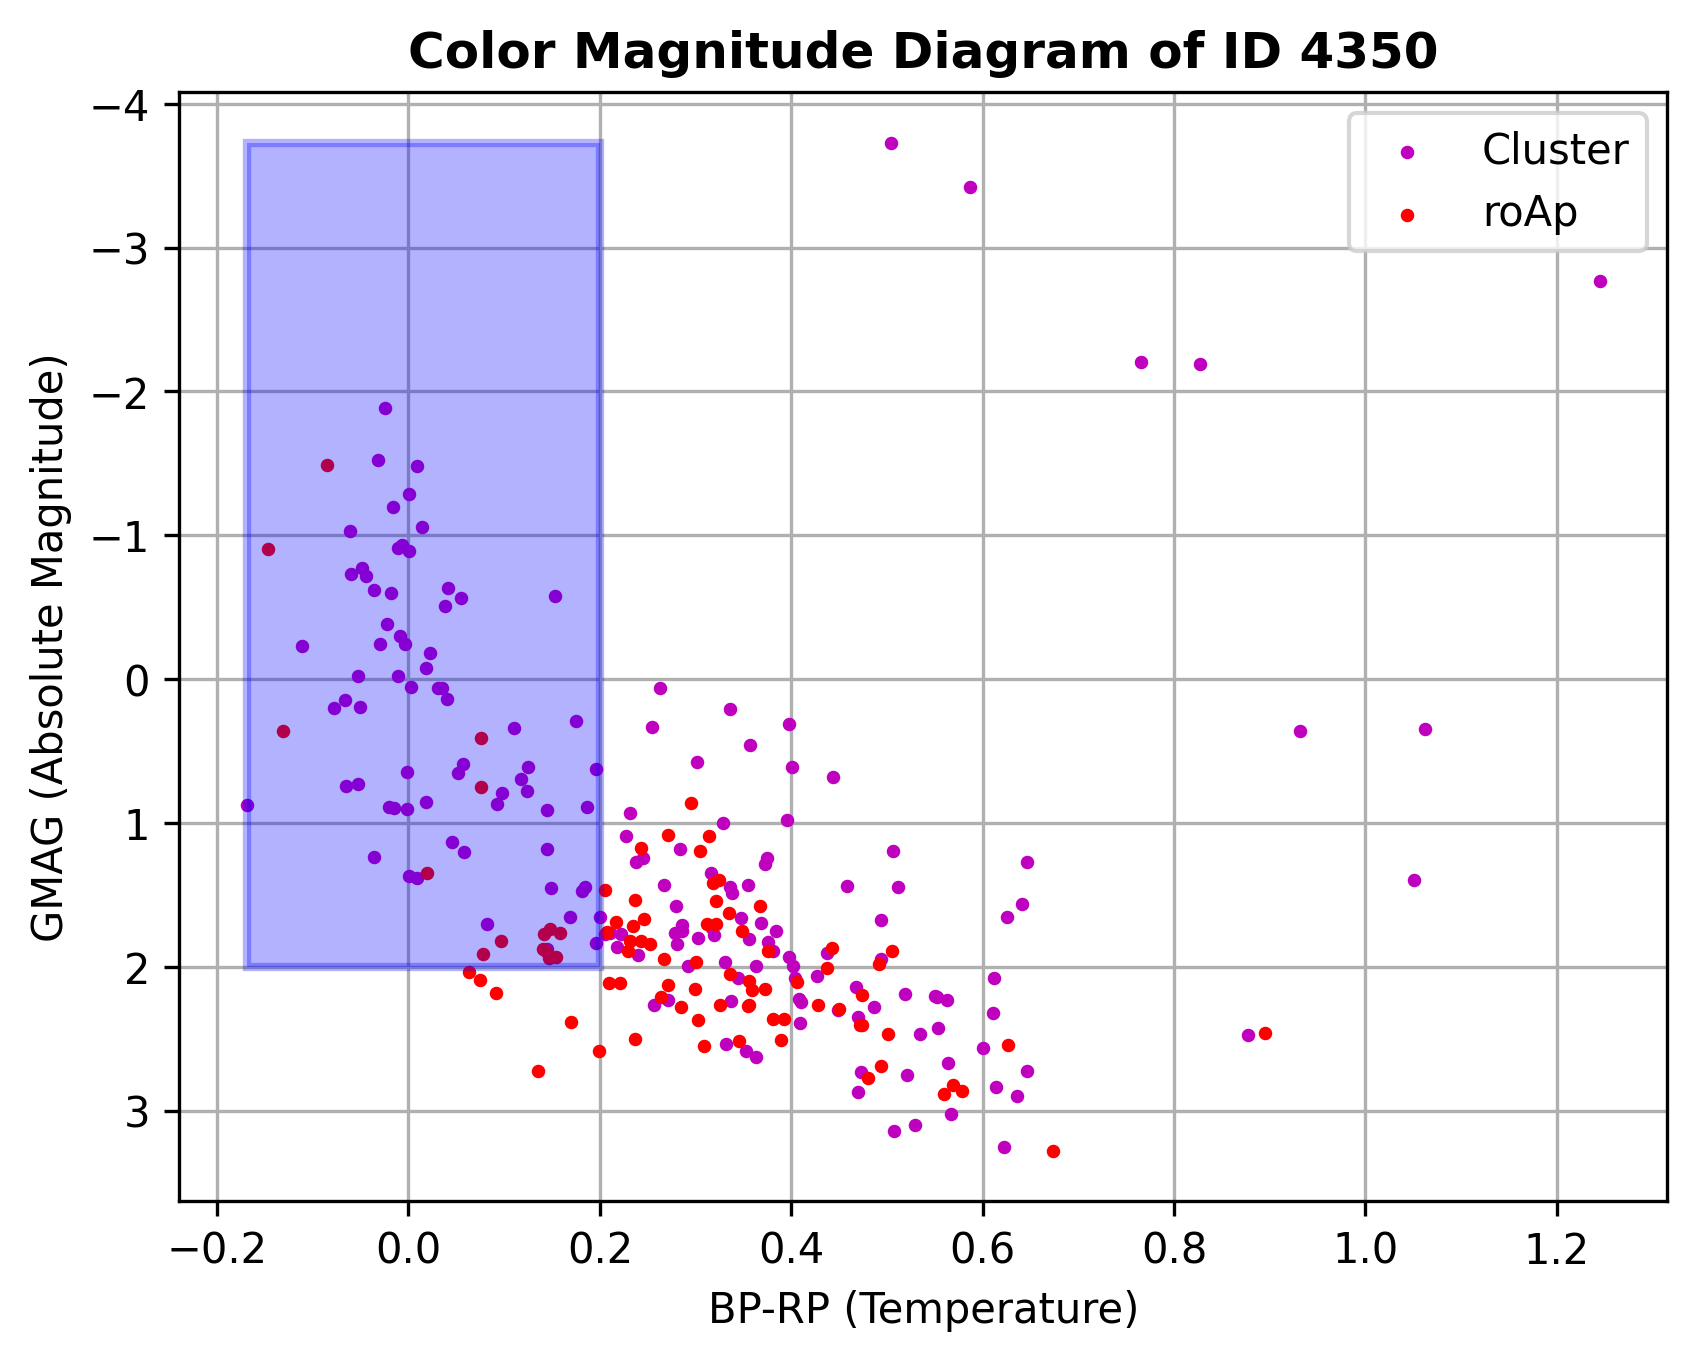 Color Magnitude Diagram of ID 4350
Cluster
roAp
GMAG (Absolute Magnitude)
−4
−3
−2
−1
0
1
2
3
−0.2 0.0 0.2 0.4 0.6 0.8 1.0 1.2
BP-RP (Temperature)